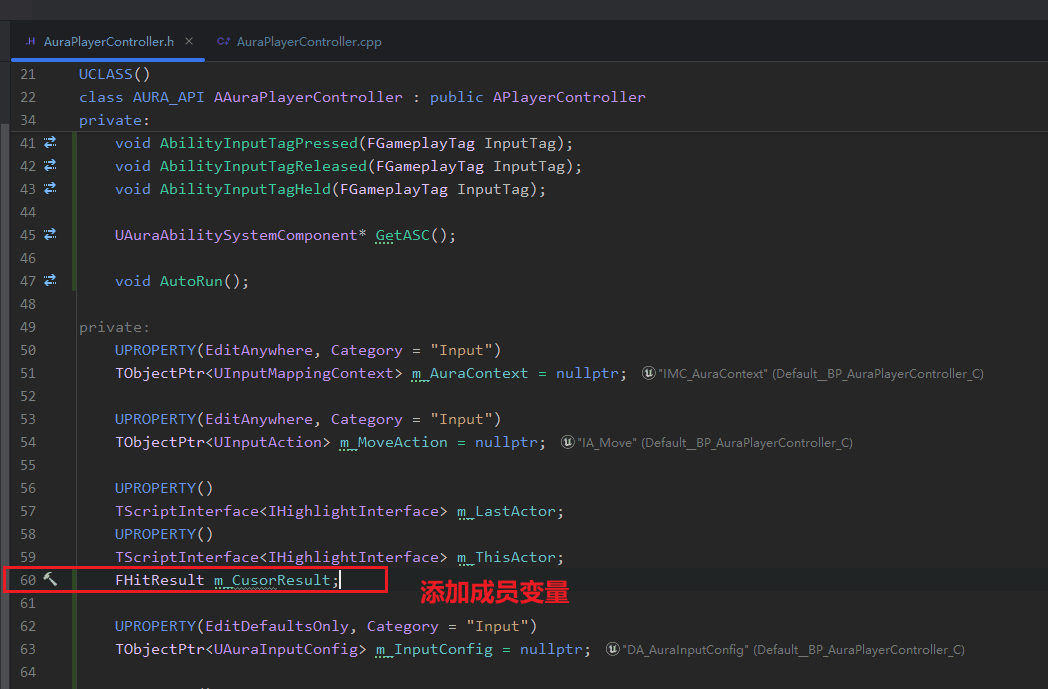 .H AuraPlayerController.h × C++ AuraPlayerController.cpp
21 UCLASS()
22 class AURA_API AAuraPlayerController : public APlayerController
34 private:
41 void AbilityInputTagPressed(FGameplayTag InputTag);
42 void AbilityInputTagReleased(FGameplayTag InputTag);
43 void AbilityInputTagHeld(FGameplayTag InputTag);
44
45 UAuraAbilitySystemComponent* GetASC();
46
47 void AutoRun();
48
49 private:
50 UPROPERTY(EditAnywhere, Category = "Input")
51 TObjectPtr<UInputMappingContext> m_AuraContext = nullptr; "IMC_AuraContext" (Default__BP_AuraPlayerController_C)
52
53 UPROPERTY(EditAnywhere, Category = "Input")
54 TObjectPtr<UInputAction> m_MoveAction = nullptr; "IA_Move" (Default__BP_AuraPlayerController_C)
55
56 UPROPERTY()
57 TScriptInterface<IHighlightInterface> m_LastActor;
58 UPROPERTY()
59 TScriptInterface<IHighlightInterface> m_ThisActor;
60 FHitResult m_CusorResult; 添加成员变量
61
62 UPROPERTY(EditDefaultsOnly, Category = "Input")
63 TObjectPtr<UAuraInputConfig> m_InputConfig = nullptr; "DA_AuraInputConfig" (Default__BP_AuraPlayerController_C)
64